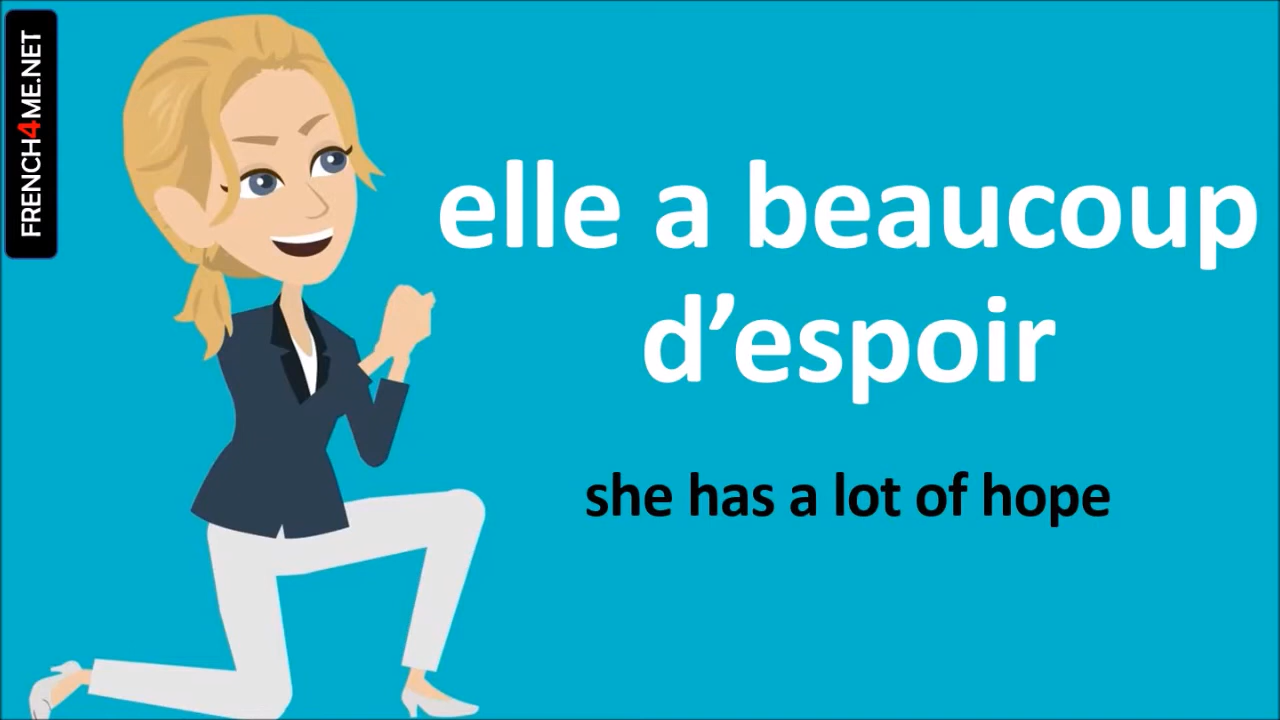 FRENCH4ME.NET
elle a beaucoup
d’espoir
she has a lot of hope